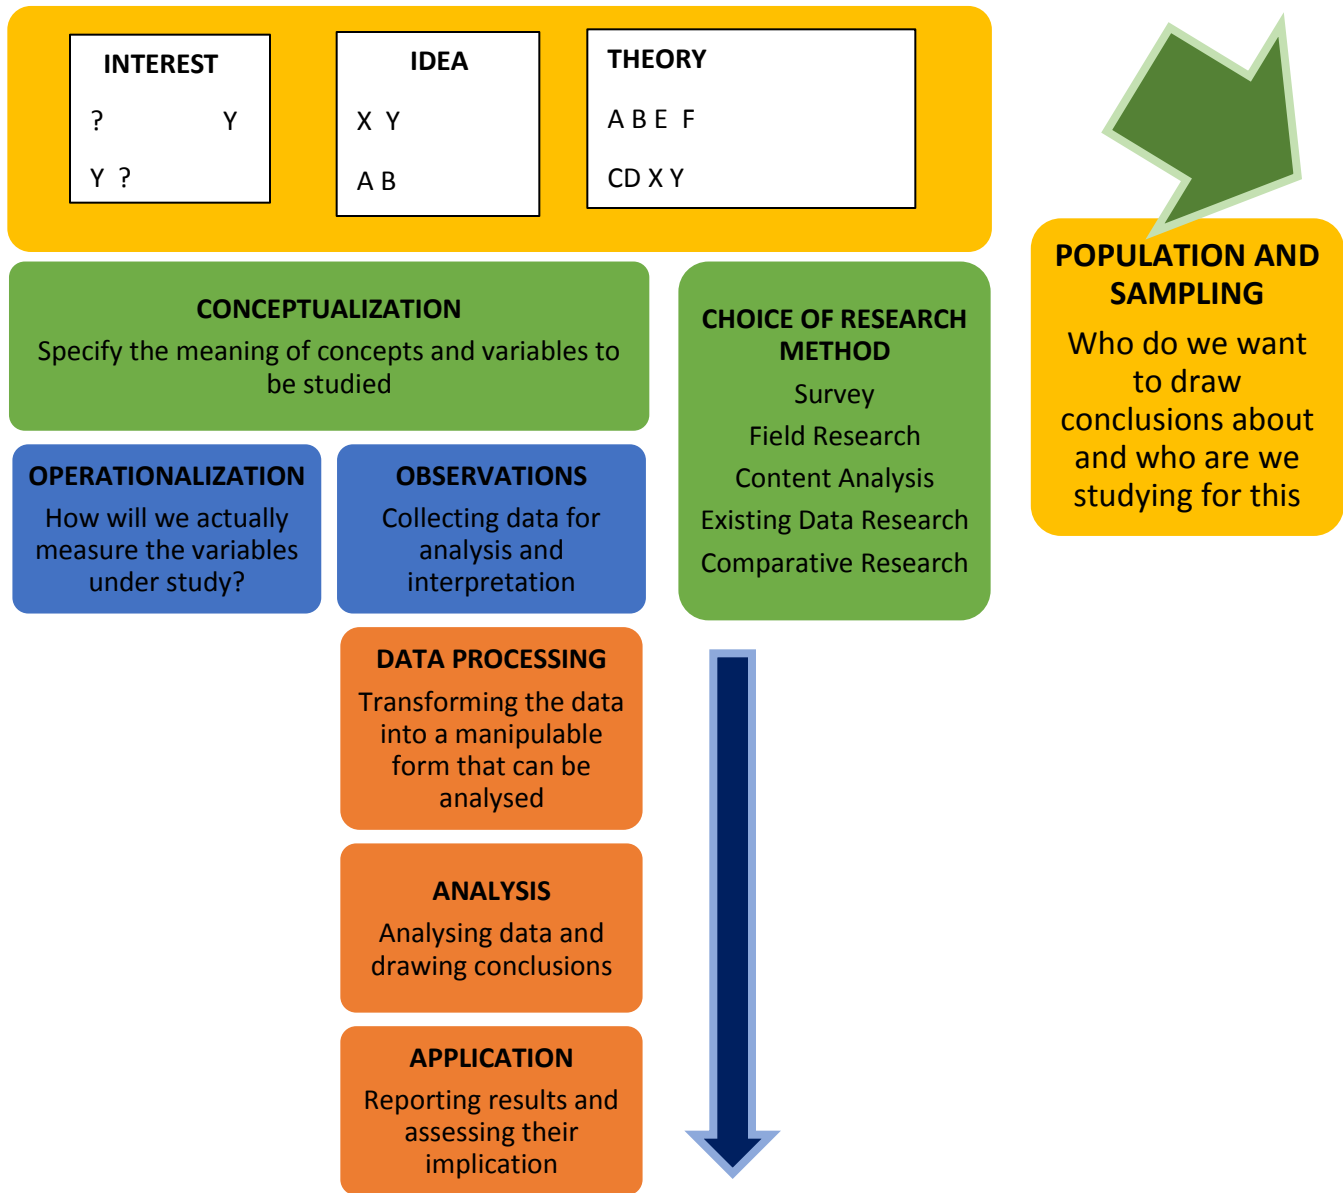 INTEREST
? Y
Y ?
IDEA
X Y
A B
THEORY
A B E F
CD X Y
POPULATION AND
SAMPLING
Who do we want
to draw
conclusions about
and who are we
studying for this
CONCEPTUALIZATION
Specify the meaning of concepts and variables to
be studied
CHOICE OF RESEARCH
METHOD
Survey
Field Research
Content Analysis
Existing Data Research
Comparative Research
OPERATIONALIZATION
How will we actually
measure the variables
under study?
OBSERVATIONS
Collecting data for
analysis and
interpretation
DATA PROCESSING
Transforming the data
into a manipulable
form that can be
analysed
ANALYSIS
Analysing data and
drawing conclusions
APPLICATION
Reporting results and
assessing their
implication